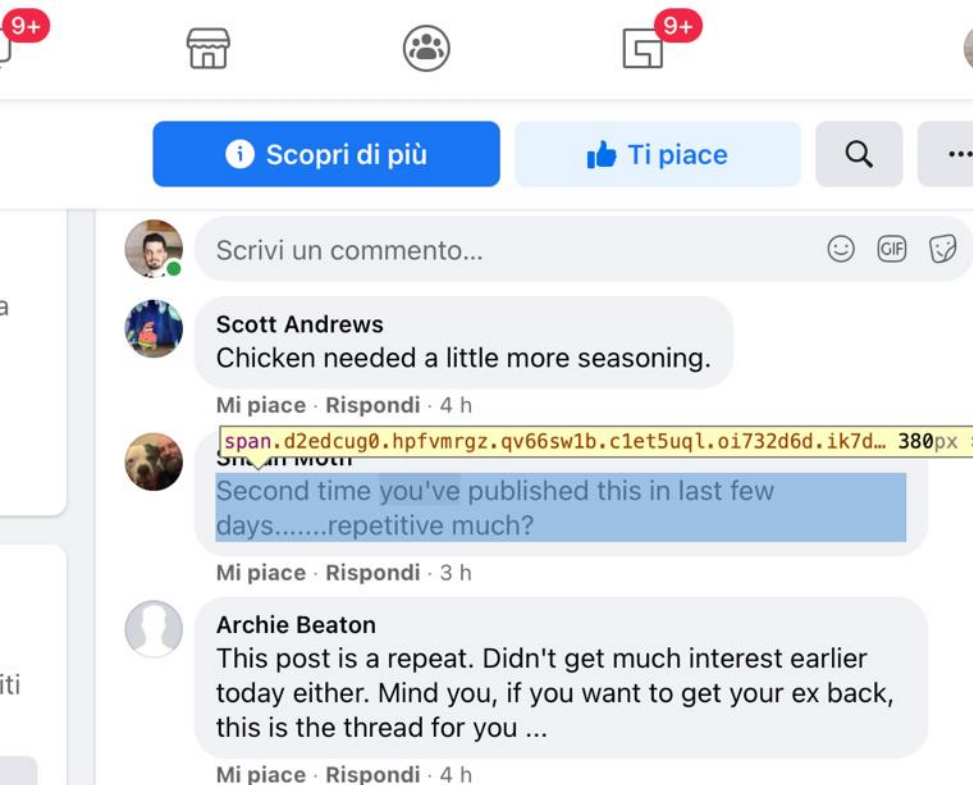 9+
9+
Scopri di più
Ti piace
Scrivi un commento...
GIF
a
Scott Andrews
Chicken needed a little more seasoning.
Mi piace · Rispondi · 4 h
span.d2edcug0.hpfvmrgz.qv66sw1b.c1et5uql.oi732d6d.ik7d… 380px
Moth
Second time you've published this in last few
days.......repetitive much?
Mi piace · Rispondi · 3 h
Archie Beaton
This post is a repeat. Didn't get much interest earlier
today either. Mind you, if you want to get your ex back,
this is the thread for you ...
iti
Mi piace · Rispondi · 4 h